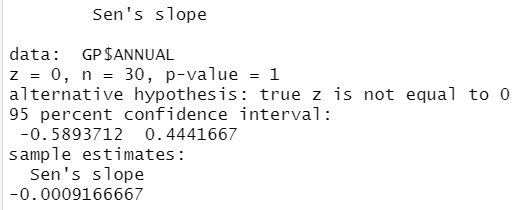 Sen's slope
data: GP$ANNUAL
z = 0, n = 30, p-value = 1
alternative hypothesis: true z is not equal to 0
95 percent confidence interval:
-0.5893712 0.4441667
sample estimates:
Sen's slope
-0.0009166667